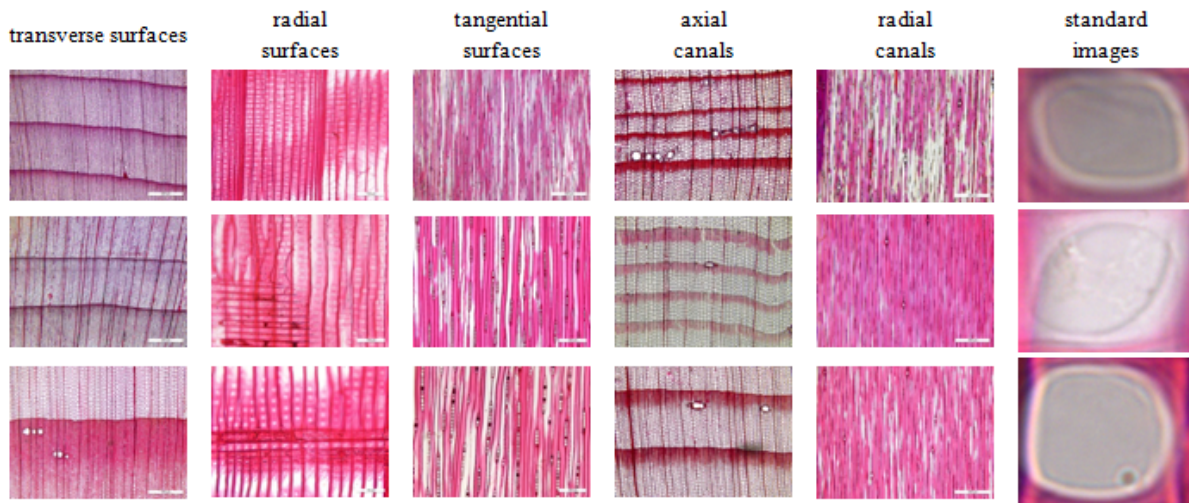 transverse surfaces
radial
surfaces
tangential
surfaces
axial
canals
radial
canals
standard
images